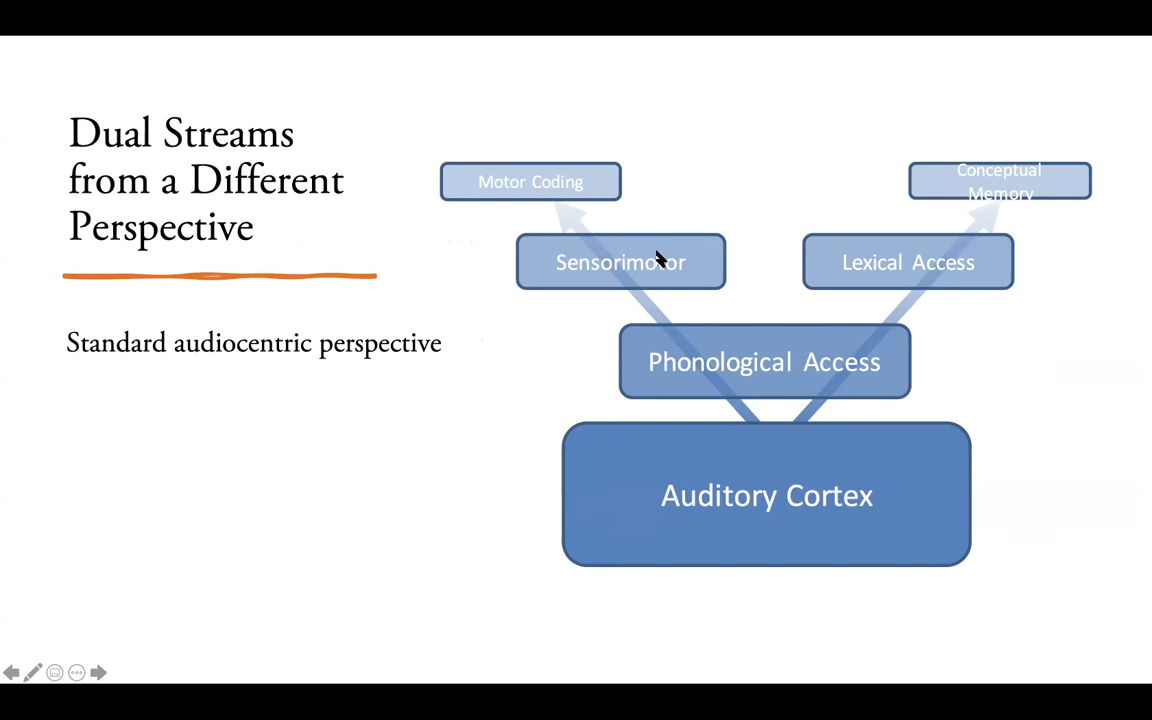 Dual Streams
from a Different
Perspective
Standard audiocentric perspective
Motor Coding
Conceptual
Memory
Sensorimotor
Lexical Access
Phonological Access
Auditory Cortex